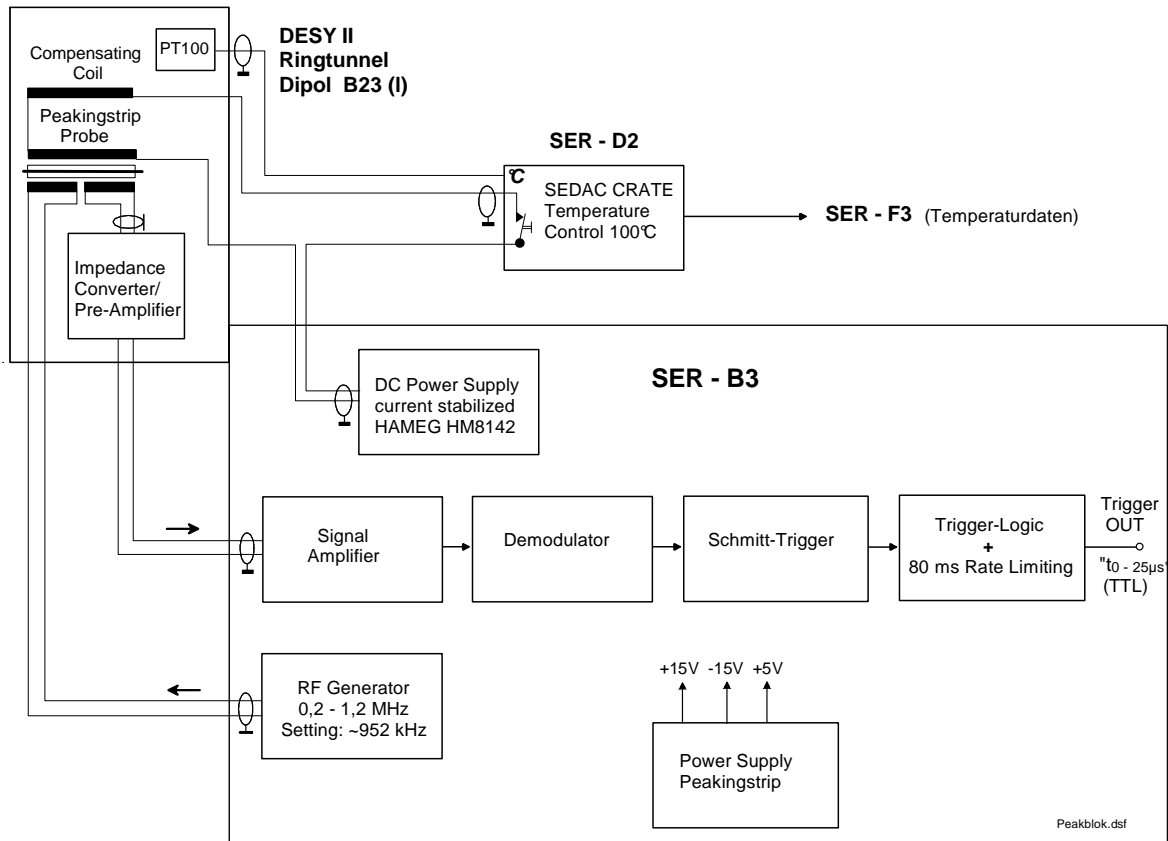 Compensating
Coil
PT100
DESY II
Ringtunnel
Dipol B23 (I)
Peakingstrip
Probe
Impedance
Converter/
Pre-Amplifier
SER - D2
°C
SEDAC CRATE
Temperature
Control 100°C
SER - F3 (Temperaturdaten)
SER - B3
DC Power Supply
current stabilized
HAMEG HM8142
Signal
Amplifier
Demodulator
Schmitt-Trigger
Trigger-Logic
+
80 ms Rate Limiting
Trigger
OUT
"t0 - 25µs"
(TTL)
RF Generator
0,2 - 1,2 MHz
Setting: ~952 kHz
+15V -15V +5V
Power Supply
Peakingstrip
Peakblok.dsf